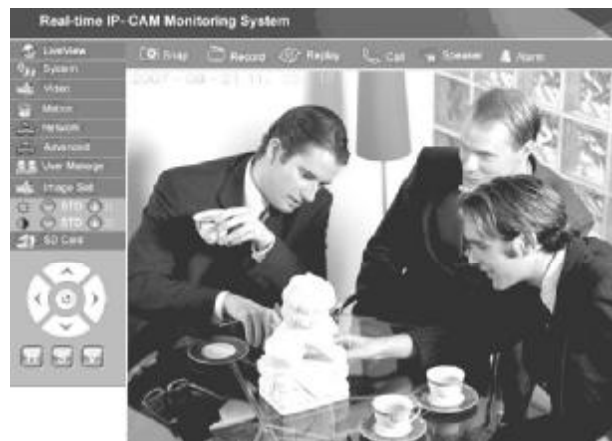 Real-time IP-CAM Monitoring System
LiveView
Snap Record Replay Call Speaker Alarm
System
Video
Motion
Network
Advanced
User Manage
Image Set
STD
STD
SD Card